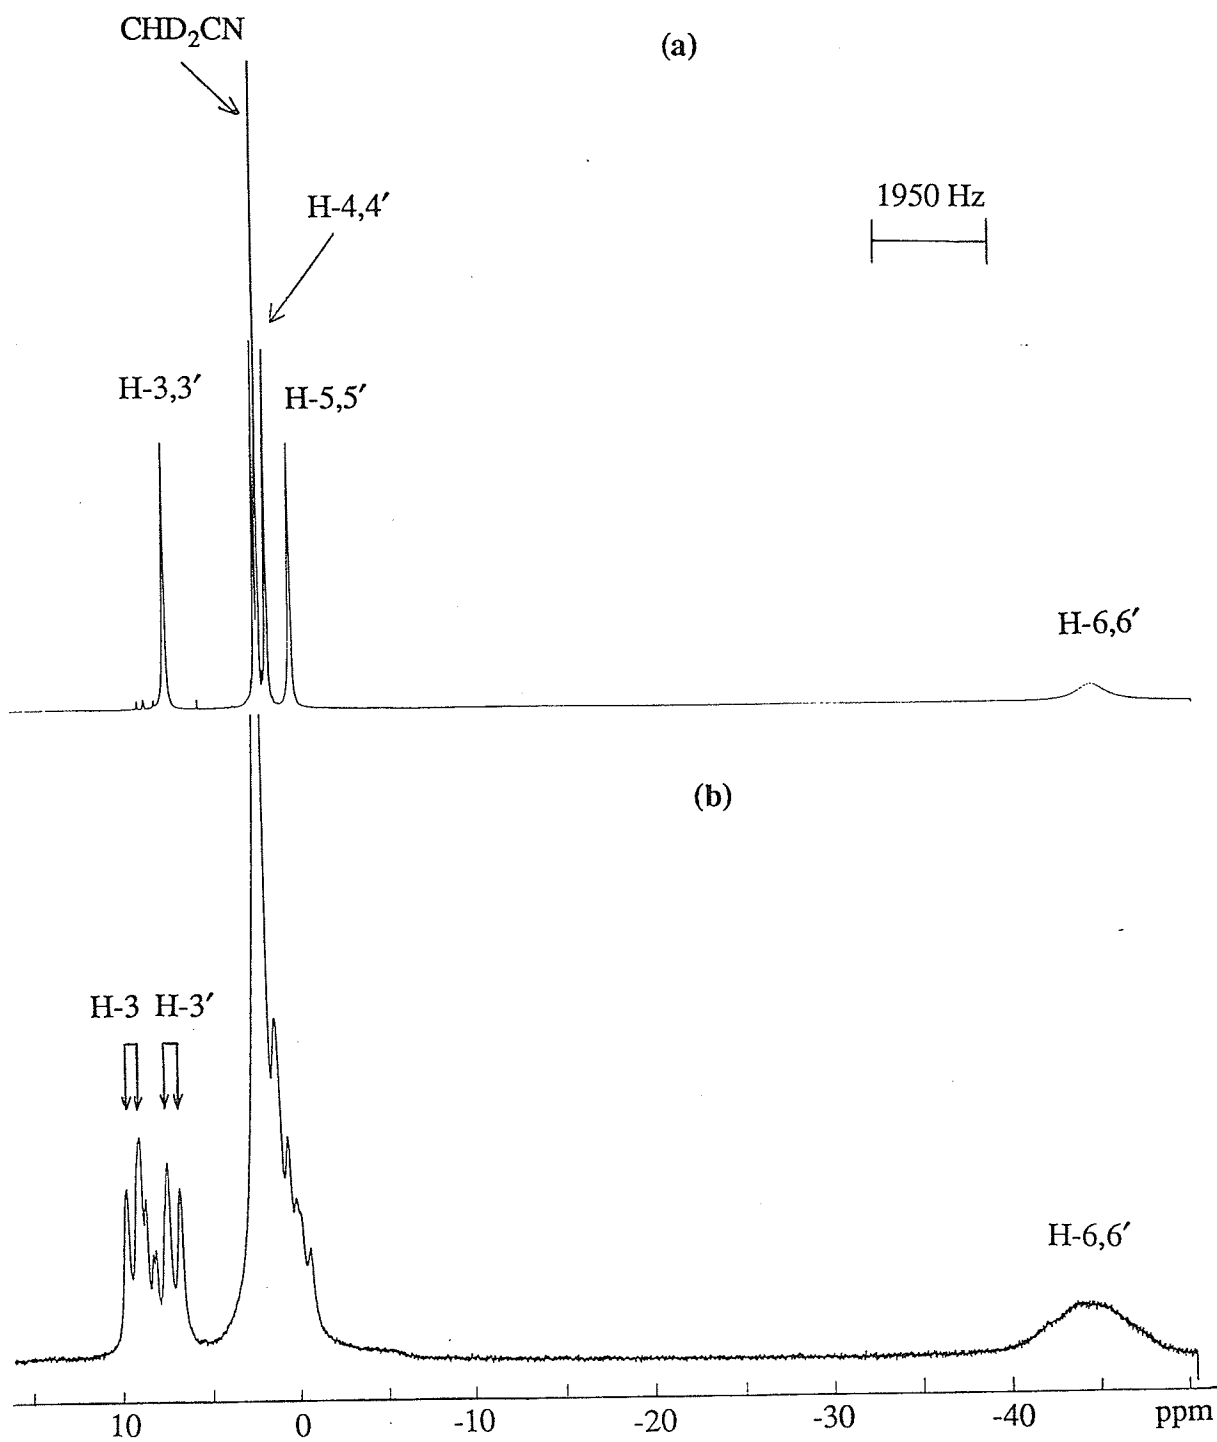 CHD₂CN
(a)
H-4,4′
1950 Hz
H-3,3′
H-5,5′
H-6,6′
(b)
H-3 H-3′
H-6,6′
10 0 -10 -20 -30 -40 ppm